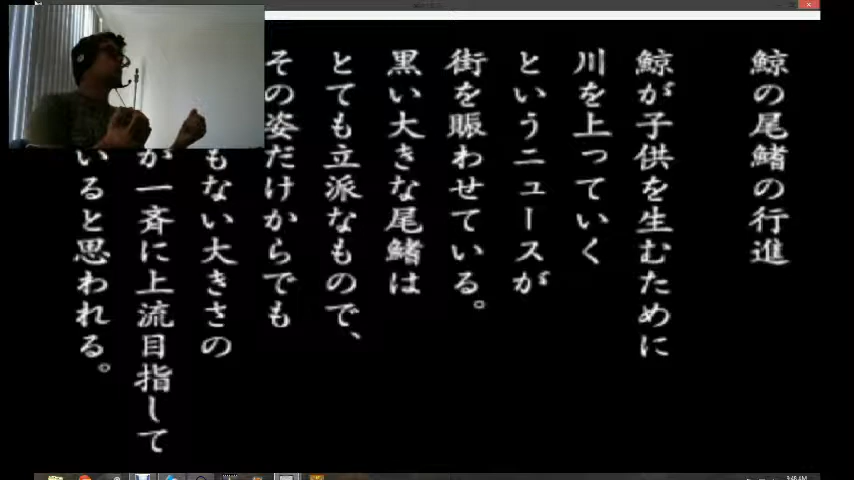 鯨の尾鰭の行進
鯨が子供を生むために
川を上っていく
というニュースが
街を賑わせている。
黒い大きな尾鰭は
とても立派なもので、
その姿だけからでも
もない大きさの
が一斉に上流目指して
いると思われる。